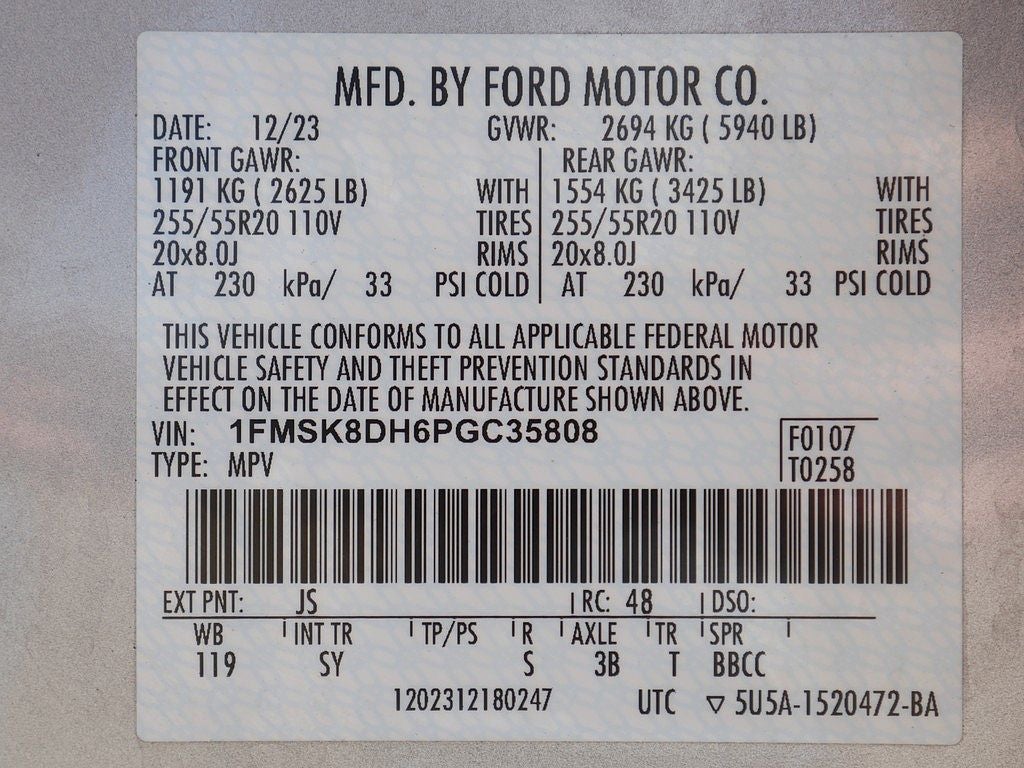 MFD. BY FORD MOTOR CO.
DATE: 12/23 GVWR: 2694 KG ( 5940 LB)
FRONT GAWR: REAR GAWR:
1191 KG ( 2625 LB) WITH 1554 KG ( 3425 LB) WITH
255/55R20 110V TIRES 255/55R20 110V TIRES
20x8.0J RIMS 20x8.0J RIMS
AT 230 kPa/ 33 PSI COLD AT 230 kPa/ 33 PSI COLD
THIS VEHICLE CONFORMS TO ALL APPLICABLE FEDERAL MOTOR
VEHICLE SAFETY AND THEFT PREVENTION STANDARDS IN
EFFECT ON THE DATE OF MANUFACTURE SHOWN ABOVE.
VIN: 1FMSK8DH6PGC35808 F0107
TYPE: MPV T0258
EXT PNT: JS RC: 48 DSO:
WB INT TR TP/PS R AXLE TR SPR
119 SY S 3B T BBCC
1202312180247 UTC ▽ 5U5A-1520472-BA